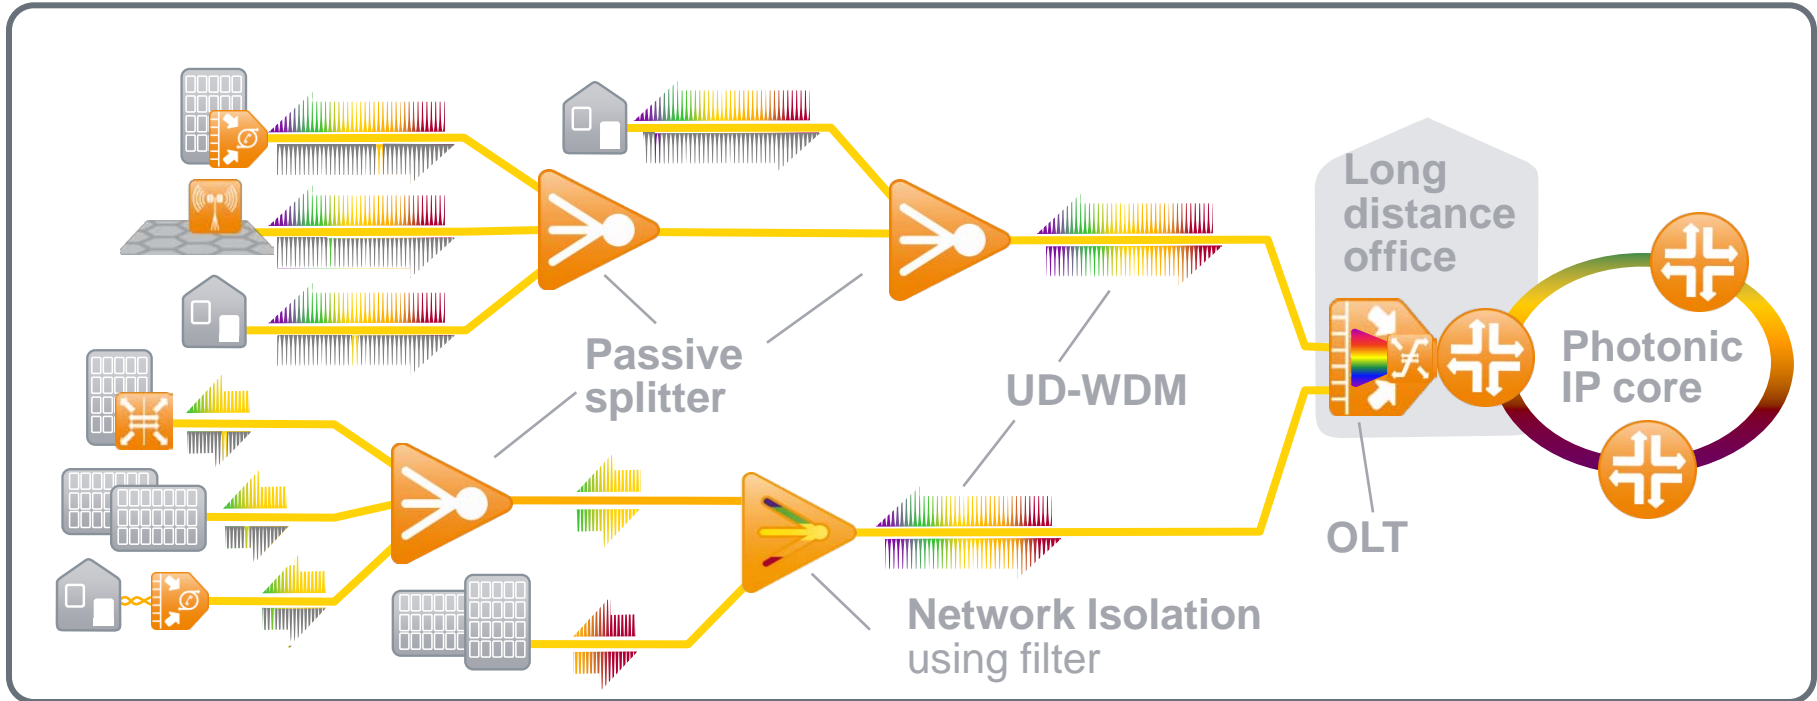 Long
distance
office
Passive
splitter
UD-WDM
Photonic
IP core
OLT
Network Isolation
using filter